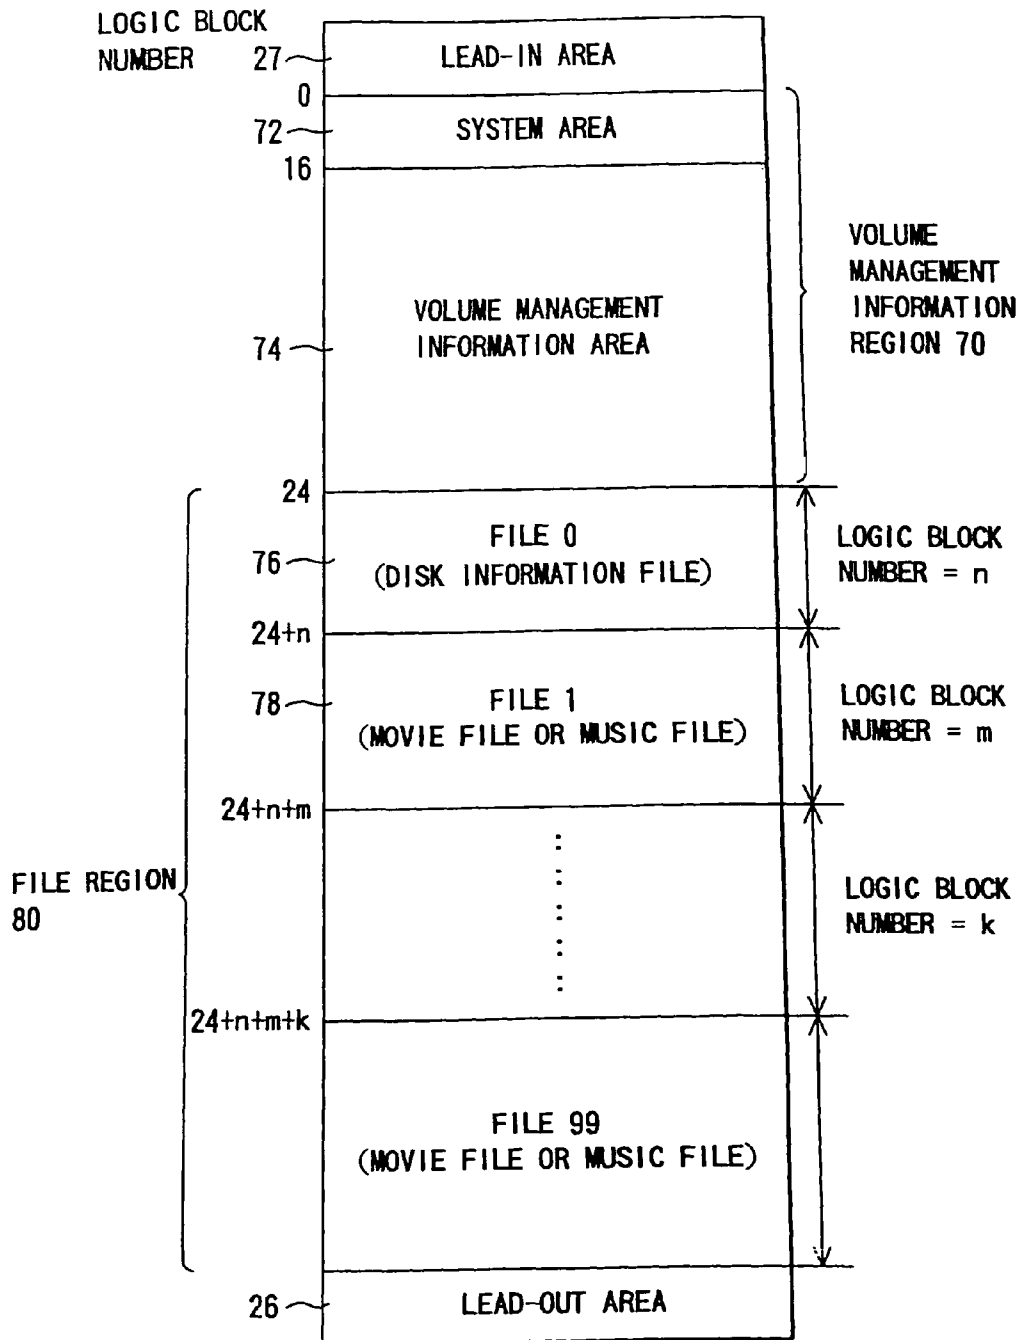 LOGIC BLOCK
NUMBER
27
LEAD-IN AREA
0
72
SYSTEM AREA
16
VOLUME
MANAGEMENT
INFORMATION
REGION 70
VOLUME MANAGEMENT
INFORMATION AREA
74
24
FILE 0
(DISK INFORMATION FILE)
76
LOGIC BLOCK
NUMBER = n
24+n
78
FILE 1
(MOVIE FILE OR MUSIC FILE)
LOGIC BLOCK
NUMBER = m
24+n+m
FILE REGION
80
LOGIC BLOCK
NUMBER = k
24+n+m+k
FILE 99
(MOVIE FILE OR MUSIC FILE)
26
LEAD-OUT AREA